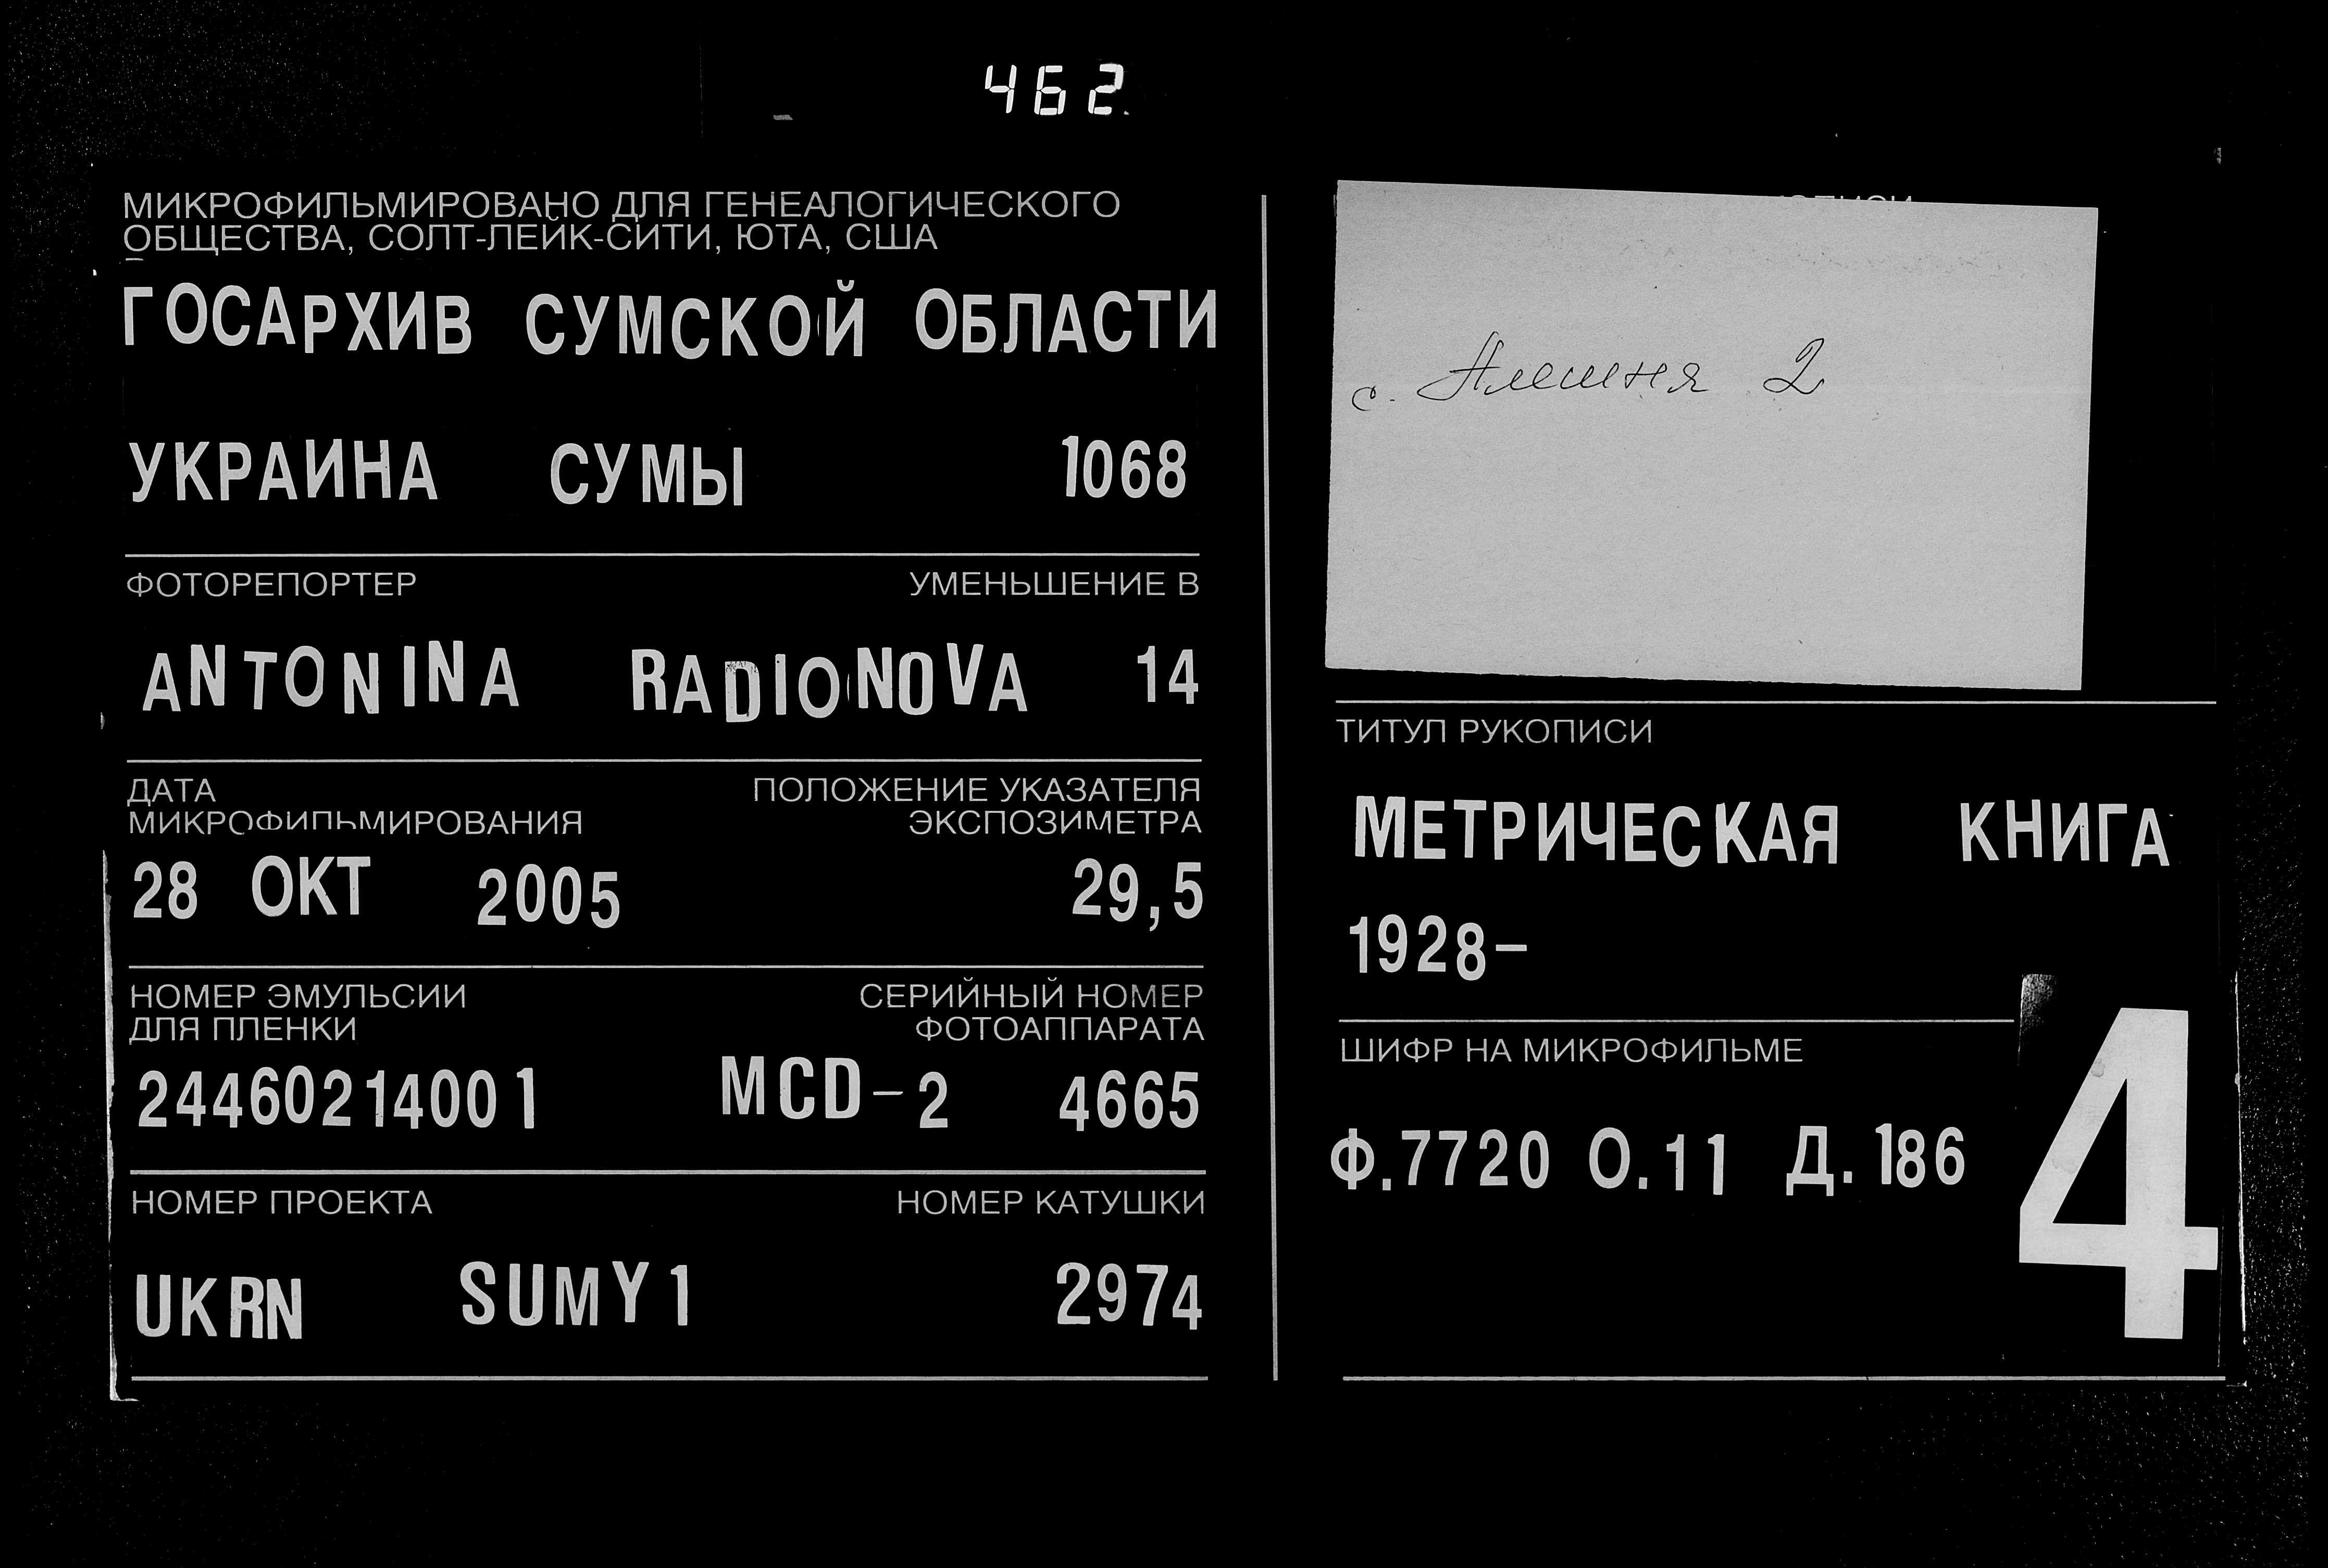 462
МИКРОФИЛЬМИРОВАНО ДЛЯ ГЕНЕАЛОГИЧЕСКОГО
ОБЩЕСТВА, СОЛТ-ЛЕЙК-СИТИ, ЮТА, США
ГОСАРХИВ СУМСКОЙ ОБЛАСТИ
УКРАИНА СУМЫ 1068
ФОТОРЕПОРТЕР УМЕНЬШЕНИЕ В
ANTONINA RADIONOVA 14
ДАТА ПОЛОЖЕНИЕ УКАЗАТЕЛЯ
МИКРОФИЛЬМИРОВАНИЯ ЭКСПОЗИМЕТРА
28 ОКТ 2005 29,5
НОМЕР ЭМУЛЬСИИ СЕРИЙНЫЙ НОМЕР
ДЛЯ ПЛЕНКИ ФОТОАППАРАТА
24460214001 MCD-2 4665
НОМЕР ПРОЕКТА НОМЕР КАТУШКИ
UKRN SUMY1 2974
с. Алешня 2
ТИТУЛ РУКОПИСИ
МЕТРИЧЕСКАЯ КНИГА
1928-
ШИФР НА МИКРОФИЛЬМЕ
Ф.7720 О.11 Д.186
4